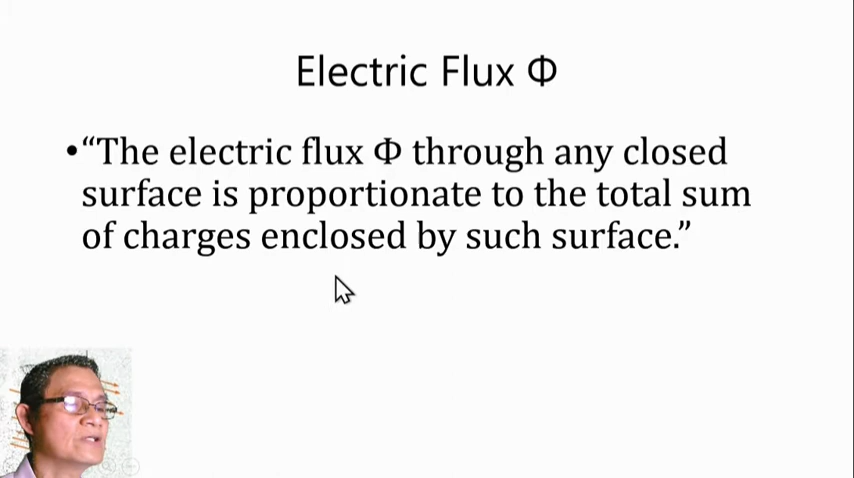 Electric Flux Φ
•“The electric flux Φ through any closed
surface is proportionate to the total sum
of charges enclosed by such surface.”